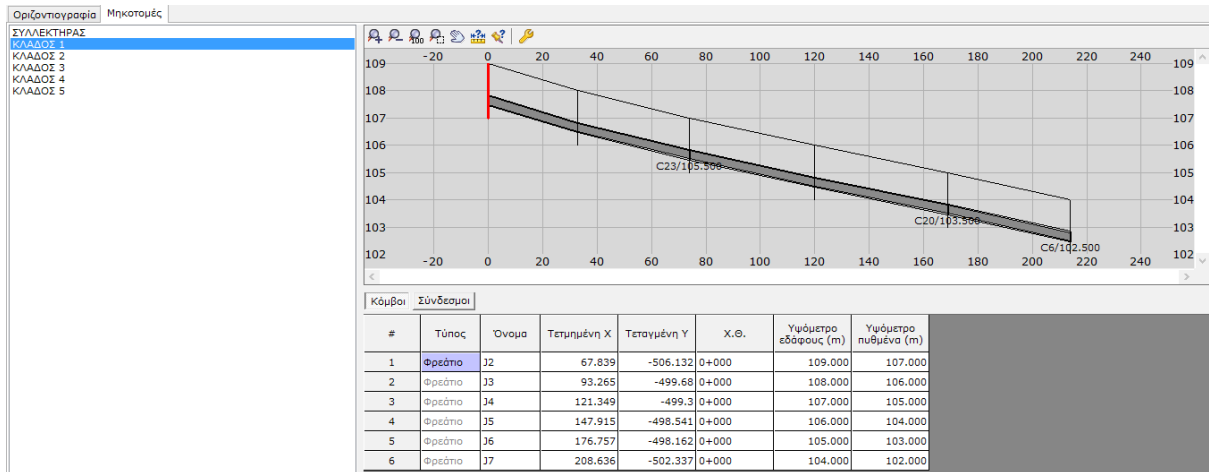 Οριζοντιογραφία Μηκοτομές
ΣΥΛΛΕΚΤΗΡΑΣ
ΚΛΑΔΟΣ 1
ΚΛΑΔΟΣ 2
ΚΛΑΔΟΣ 3
ΚΛΑΔΟΣ 4
ΚΛΑΔΟΣ 5
-20 0 20 40 60 80 100 120 140 160 180 200 220 240
109 109
108 108
107 107
106 106
C23/105.500
105 105
104 104
C20/103.500
103 103
C6/102.500
102 102
-20 0 20 40 60 80 100 120 140 160 180 200 220 240
Κόμβοι Σύνδεσμοι
# Τύπος Όνομα Τετμημένη X Τεταγμένη Y Χ.Θ. Υψόμετρο εδάφους (m) Υψόμετρο πυθμένα (m)
1 Φρεάτιο J2 67.839 -506.132 0+000 109.000 107.000
2 Φρεάτιο J3 93.265 -499.68 0+000 108.000 106.000
3 Φρεάτιο J4 121.349 -499.3 0+000 107.000 105.000
4 Φρεάτιο J5 147.915 -498.541 0+000 106.000 104.000
5 Φρεάτιο J6 176.757 -498.162 0+000 105.000 103.000
6 Φρεάτιο J7 208.636 -502.337 0+000 104.000 102.000